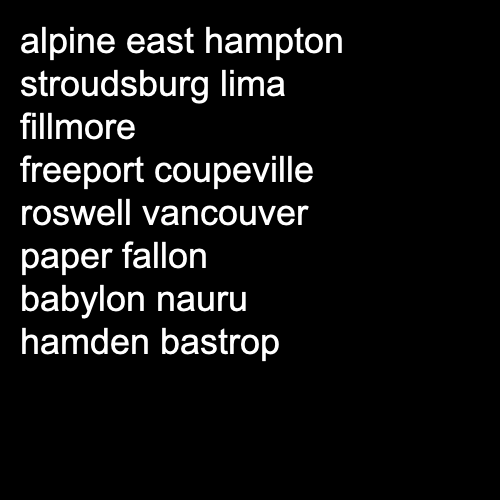 alpine east hampton
stroudsburg lima
fillmore
freeport coupeville
roswell vancouver
paper fallon
babylon nauru
hamden bastrop